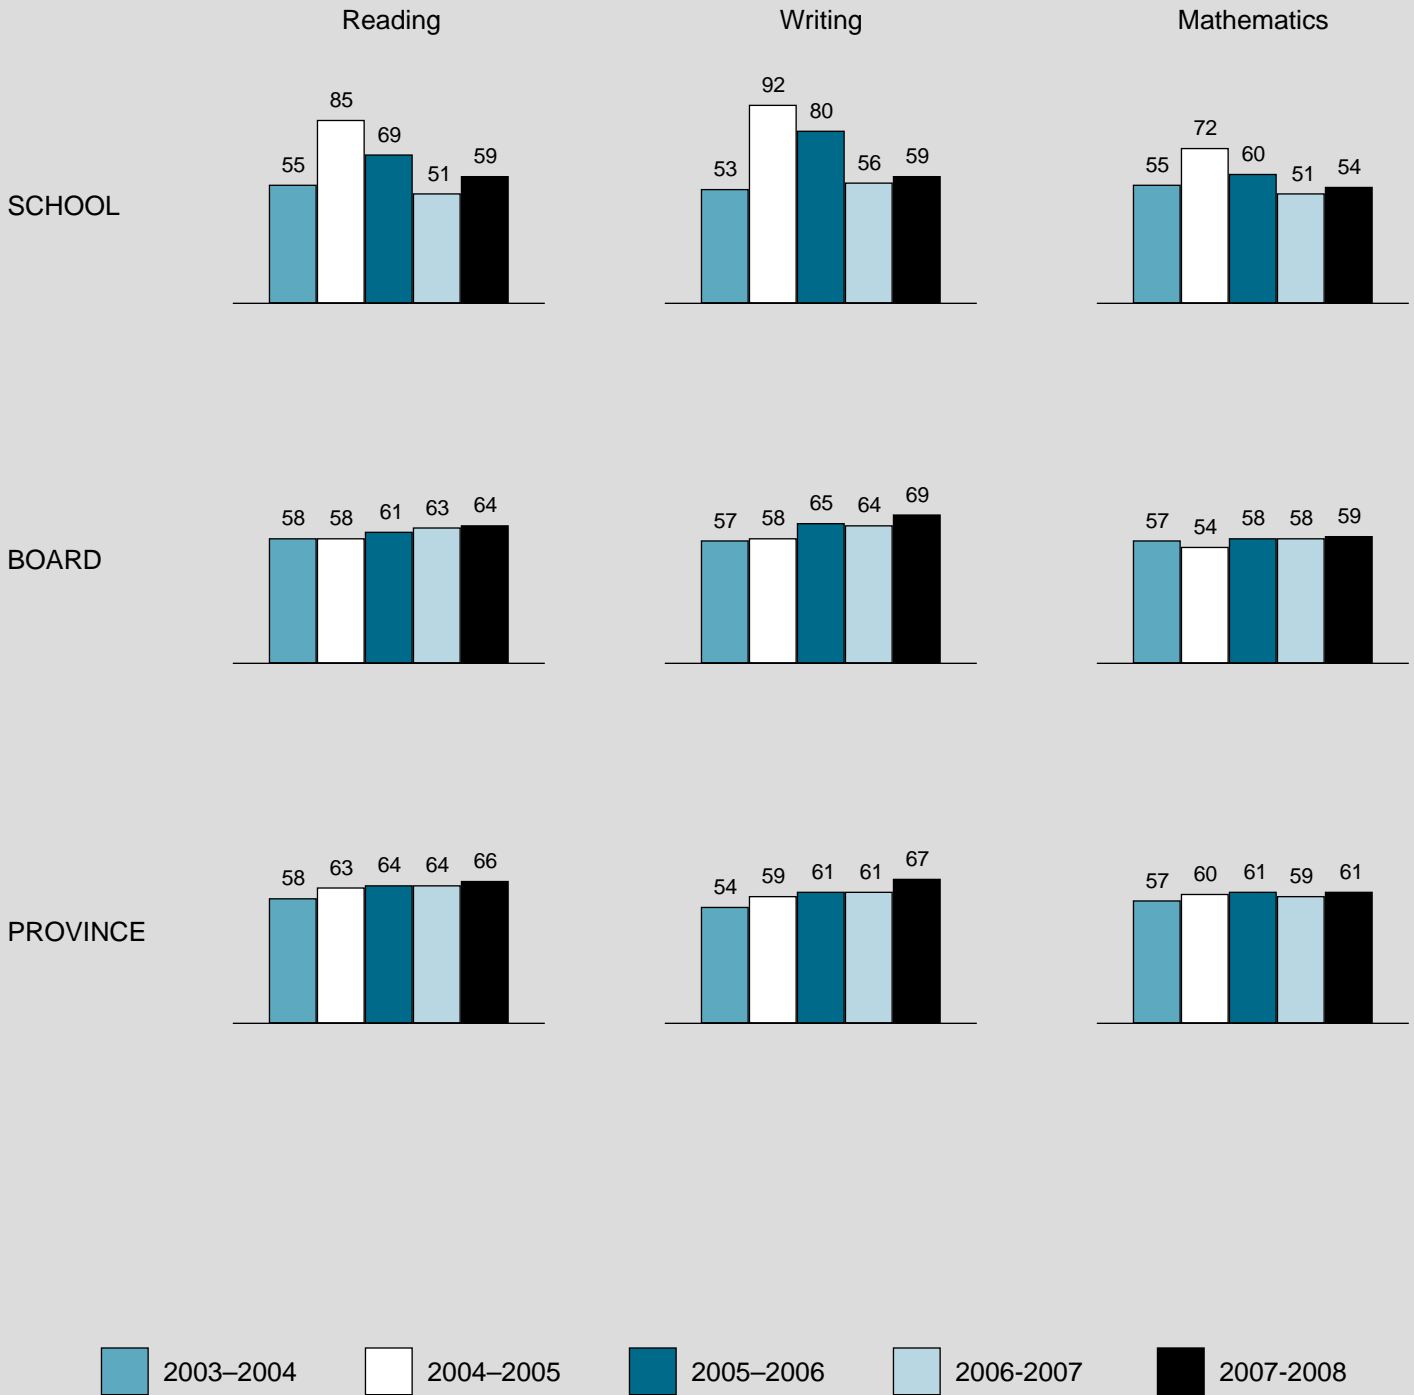 Reading Writing Mathematics
SCHOOL
55 85 69 51 59
53 92 80 56 59
55 72 60 51 54
BOARD
58 58 61 63 64
57 58 65 64 69
57 54 58 58 59
PROVINCE
58 63 64 64 66
54 59 61 61 67
57 60 61 59 61
2003–2004 2004–2005 2005–2006 2006-2007 2007-2008